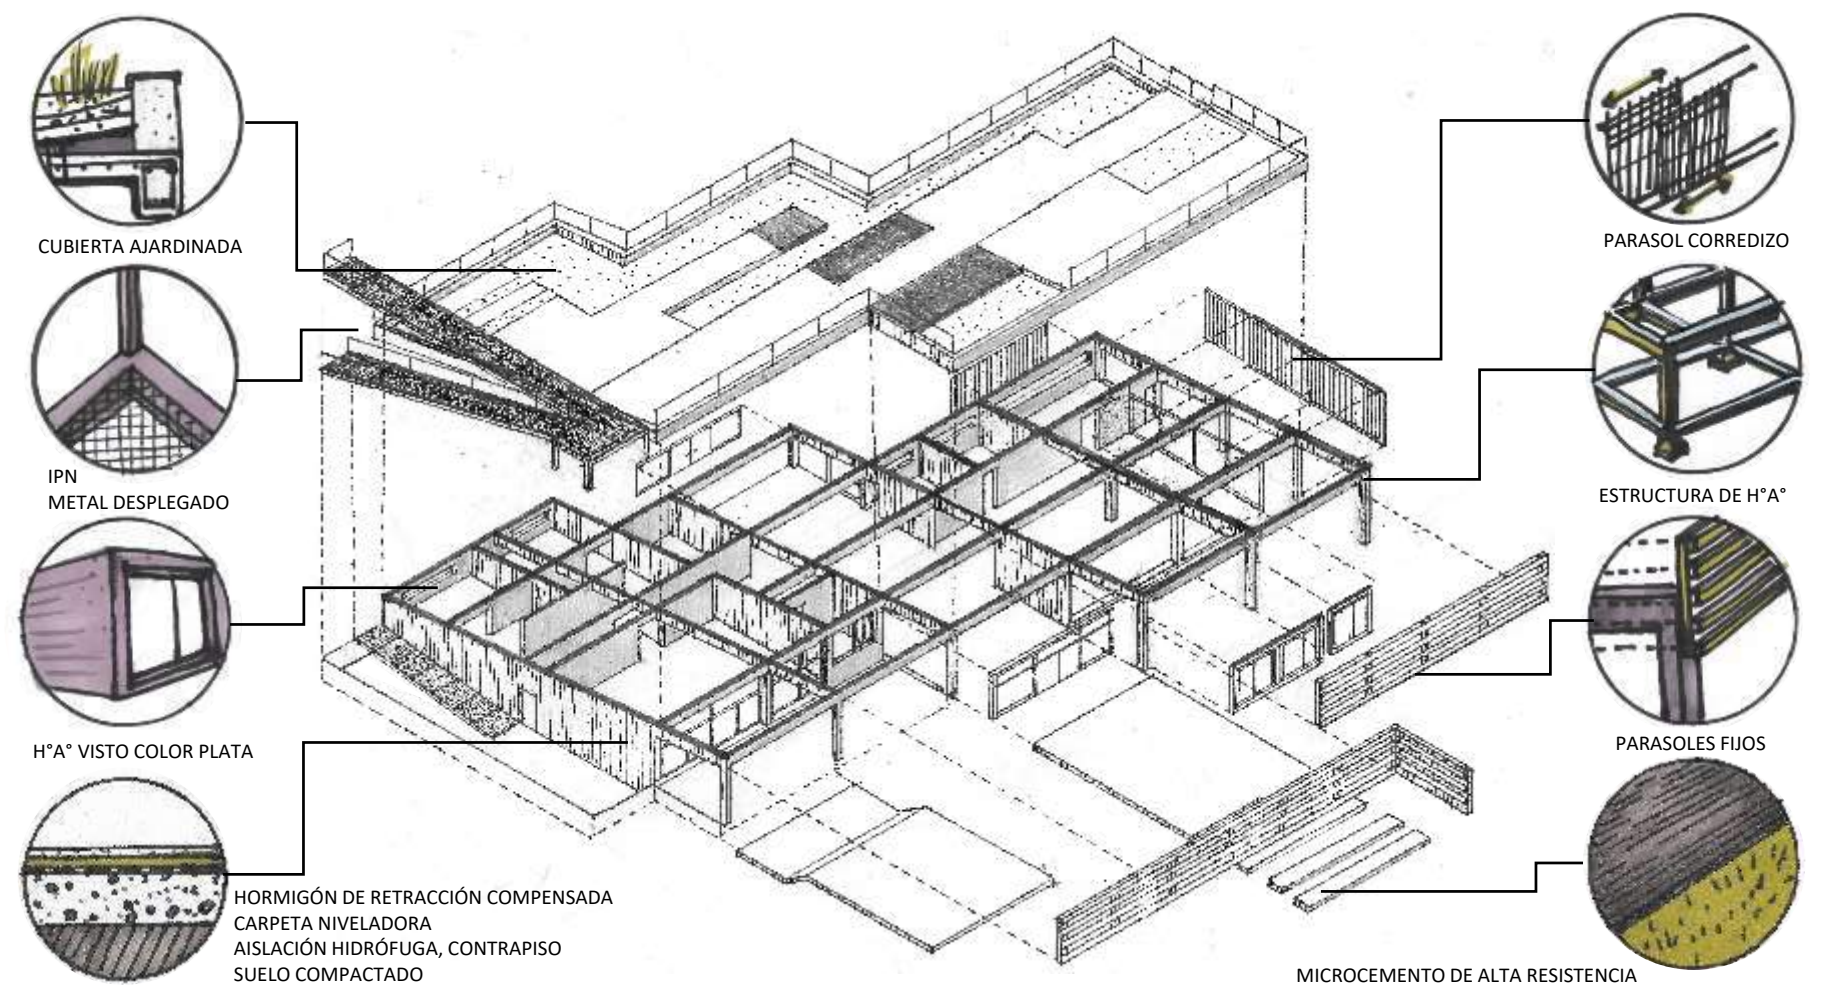 CUBIERTA AJARDINADA
IPN
METAL DESPLEGADO
H°A° VISTO COLOR PLATA
HORMIGÓN DE RETRACCIÓN COMPENSADA
CARPETA NIVELADORA
AISLACIÓN HIDRÓFUGA, CONTRAPISO
SUELO COMPACTADO
PARASOL CORREDIZO
ESTRUCTURA DE H°A°
PARASOLES FIJOS
MICROCEMENTO DE ALTA RESISTENCIA